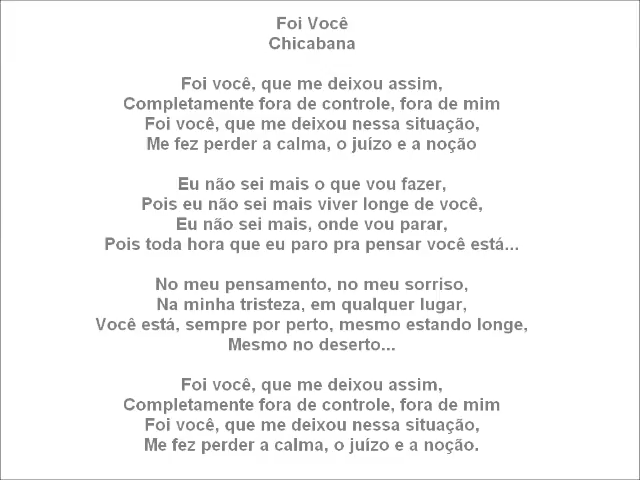 Foi Você
Chicabana
Foi você, que me deixou assim,
Completamente fora de controle, fora de mim
Foi você, que me deixou nessa situação,
Me fez perder a calma, o juízo e a noção
Eu não sei mais o que vou fazer,
Pois eu não sei mais viver longe de você,
Eu não sei mais, onde vou parar,
Pois toda hora que eu paro pra pensar você está...
No meu pensamento, no meu sorriso,
Na minha tristeza, em qualquer lugar,
Você está, sempre por perto, mesmo estando longe,
Mesmo no deserto...
Foi você, que me deixou assim,
Completamente fora de controle, fora de mim
Foi você, que me deixou nessa situação,
Me fez perder a calma, o juízo e a noção.